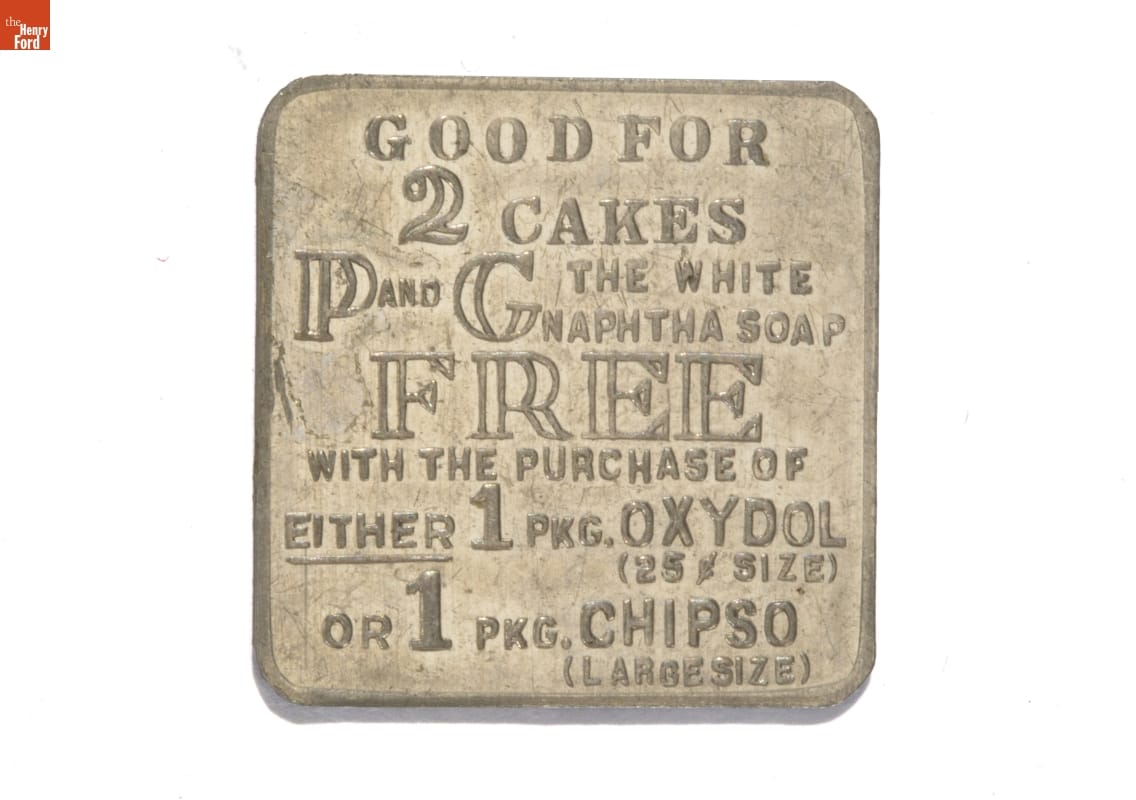 the
Henry
Ford
GOOD FOR
2 CAKES
P AND G THE WHITE
NAPHTHA SOAP
FREE
WITH THE PURCHASE OF
EITHER 1 PKG. OXYDOL
(25¢ SIZE)
OR 1 PKG. CHIPSO
(LARGE SIZE)